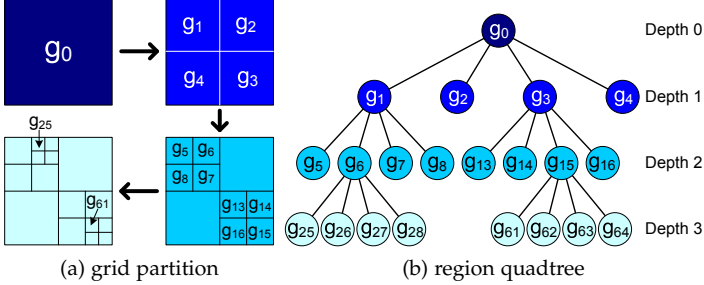 g0
g1 g2
g4 g3
g25
g61
g5 g6
g8 g7
g13 g14
g16 g15
(a) grid partition
g0 Depth 0
g1 g2 g3 g4 Depth 1
g5 g6 g7 g8 g13 g14 g15 g16 Depth 2
g25 g26 g27 g28 g61 g62 g63 g64 Depth 3
(b) region quadtree